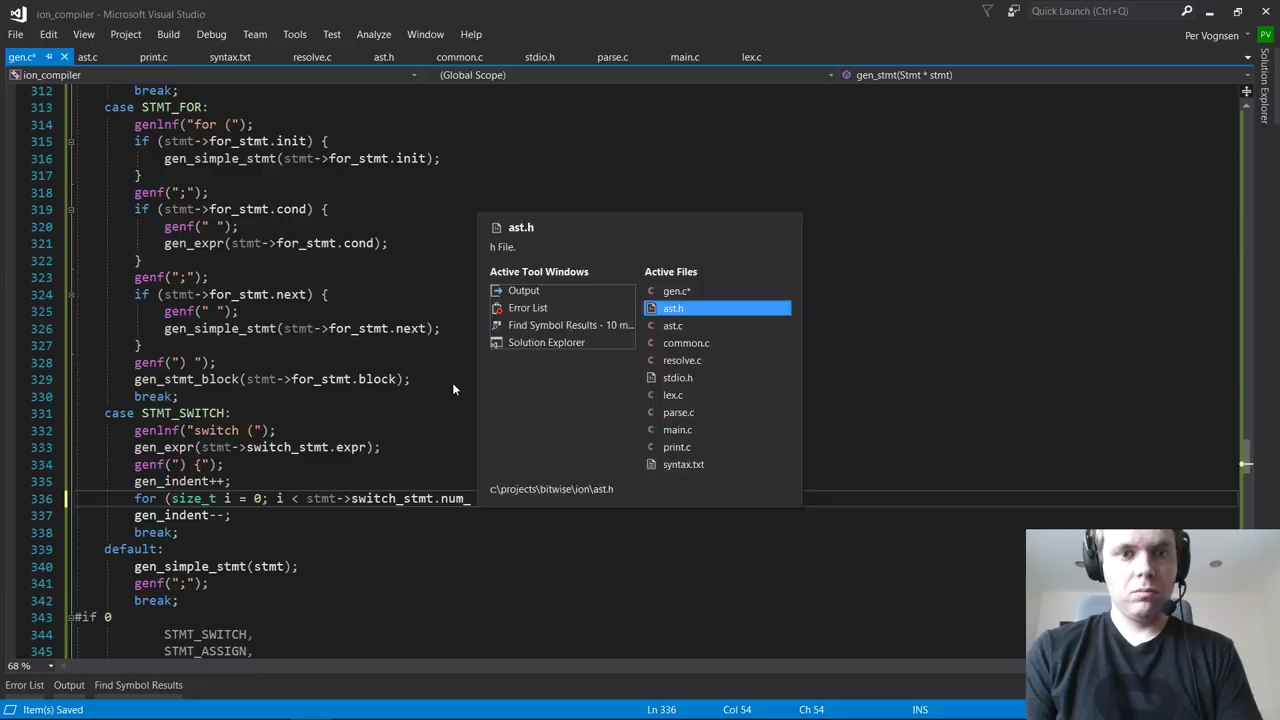 ion_compiler - Microsoft Visual Studio
Quick Launch (Ctrl+Q)
File Edit View Project Build Debug Team Tools Test Analyze Window Help
Per Vognsen PV
gen.c* ast.c print.c syntax.txt resolve.c ast.h common.c stdio.h parse.c main.c lex.c
Solution Explorer
ion_compiler (Global Scope) gen_stmt(Stmt * stmt)
312 break;
313 case STMT_FOR:
314 genlnf("for (");
315 if (stmt->for_stmt.init) {
316 gen_simple_stmt(stmt->for_stmt.init);
317 }
318 genf(";");
319 if (stmt->for_stmt.cond) {
320 genf(" ");
321 gen_expr(stmt->for_stmt.cond);
322 }
323 genf(";");
324 if (stmt->for_stmt.next) {
325 genf(" ");
326 gen_simple_stmt(stmt->for_stmt.next);
327 }
328 genf(") ");
329 gen_stmt_block(stmt->for_stmt.block);
330 break;
331 case STMT_SWITCH:
332 genlnf("switch (");
333 gen_expr(stmt->switch_stmt.expr);
334 genf(") {");
335 gen_indent++;
336 for (size_t i = 0; i < stmt->switch_stmt.num_
337 gen_indent--;
338 break;
339 default:
340 gen_simple_stmt(stmt);
341 genf(";");
342 break;
343 #if 0
344 STMT_SWITCH,
345 STMT_ASSIGN,
ast.h
h File.
Active Tool Windows
Output
Error List
Find Symbol Results - 10 m...
Solution Explorer
Active Files
gen.c*
ast.h
ast.c
common.c
resolve.c
stdio.h
lex.c
parse.c
main.c
print.c
syntax.txt
c:\projects\bitwise\ion\ast.h
68 %
Error List Output Find Symbol Results
Item(s) Saved Ln 336 Col 54 Ch 54 INS